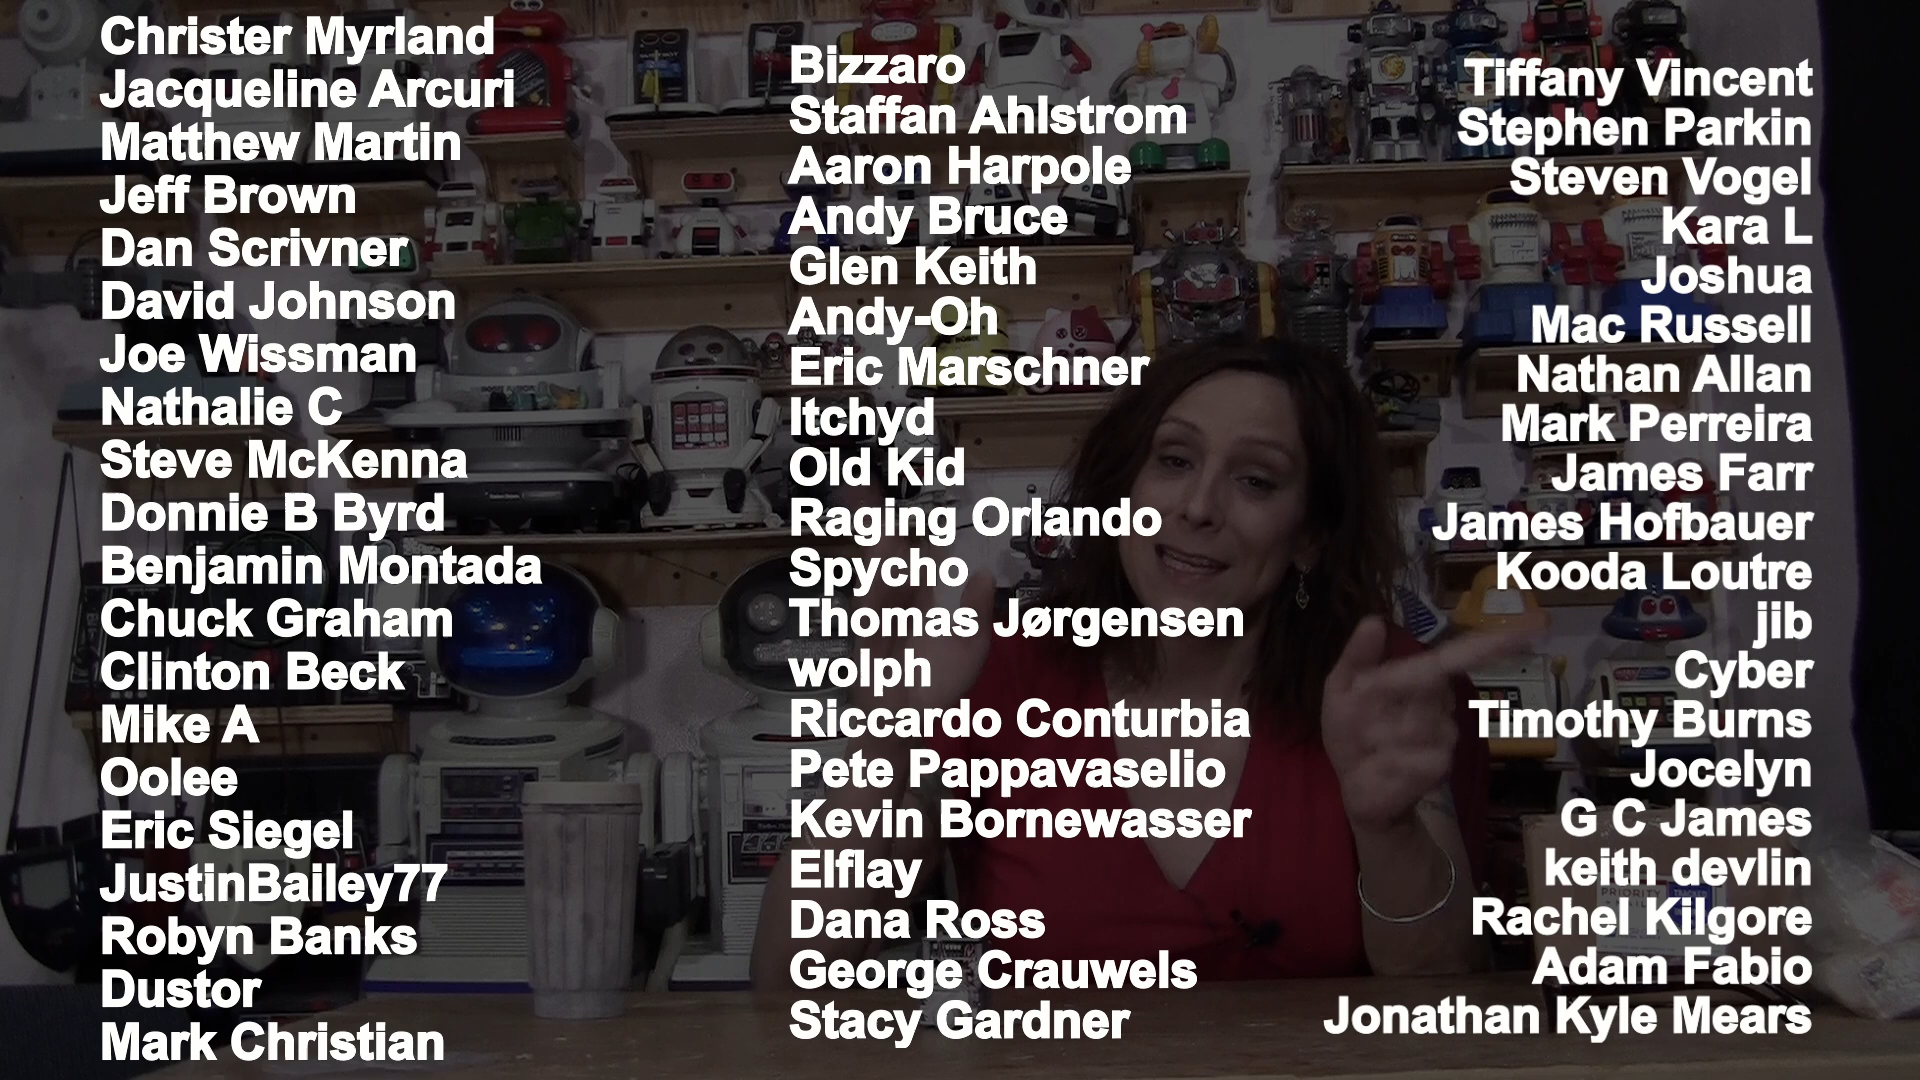 Christer Myrland
Jacqueline Arcuri
Matthew Martin
Jeff Brown
Dan Scrivner
David Johnson
Joe Wissman
Nathalie C
Steve McKenna
Donnie B Byrd
Benjamin Montada
Chuck Graham
Clinton Beck
Mike A
Oolee
Eric Siegel
JustinBailey77
Robyn Banks
Dustor
Mark Christian
Bizzaro
Staffan Ahlstrom
Aaron Harpole
Andy Bruce
Glen Keith
Andy-Oh
Eric Marschner
Itchyd
Old Kid
Raging Orlando
Spycho
Thomas Jørgensen
wolph
Riccardo Conturbia
Pete Pappavaselio
Kevin Bornewasser
Elflay
Dana Ross
George Crauwels
Stacy Gardner
Tiffany Vincent
Stephen Parkin
Steven Vogel
Kara L
Joshua
Mac Russell
Nathan Allan
Mark Perreira
James Farr
James Hofbauer
Kooda Loutre
jib
Cyber
Timothy Burns
Jocelyn
G C James
keith devlin
Rachel Kilgore
Adam Fabio
Jonathan Kyle Mears
PRIORITY
TRACKED